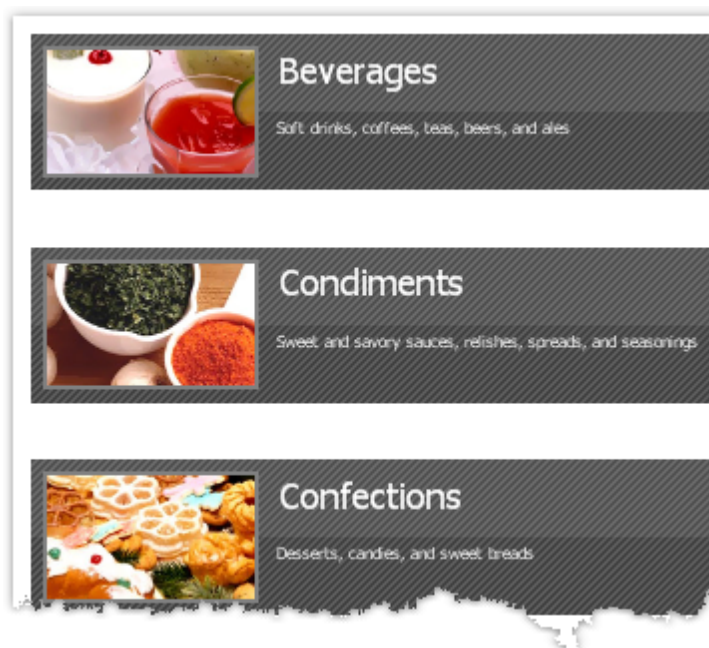 Beverages
Soft drinks, coffees, teas, beers, and ales
Condiments
Sweet and savory sauces, relishes, spreads, and seasonings
Confections
Desserts, candies, and sweet breads